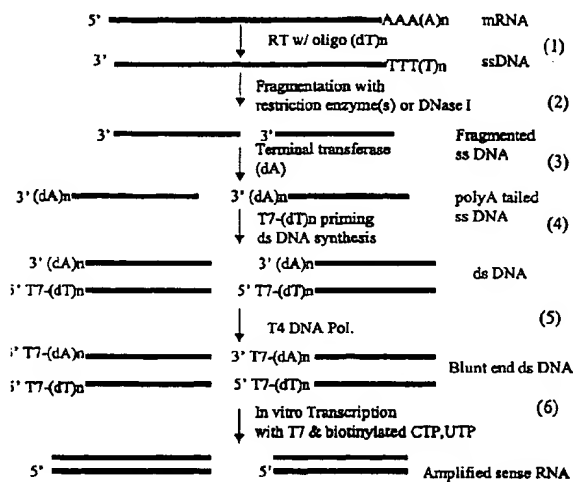 5' AAA(A)n mRNA
RT w/ oligo (dT)n (1)
3' TTT(T)n ssDNA
Fragmentation with
restriction enzyme(s) or DNase I (2)
3' 3' Fragmented
ss DNA
Terminal transferase
(dA) (3)
3' (dA)n 3' (dA)n polyA tailed
ss DNA
T7-(dT)n priming
ds DNA synthesis (4)
3' (dA)n 3' (dA)n ds DNA
5' T7-(dT)n 5' T7-(dT)n
T4 DNA Pol. (5)
' T7-(dA)n 3' T7-(dA)n Blunt end ds DNA
5' T7-(dT)n 5' T7-(dT)n
In vitro Transcription
with T7 & biotinylated CTP,UTP (6)
5" 5' Amplified sense RNA